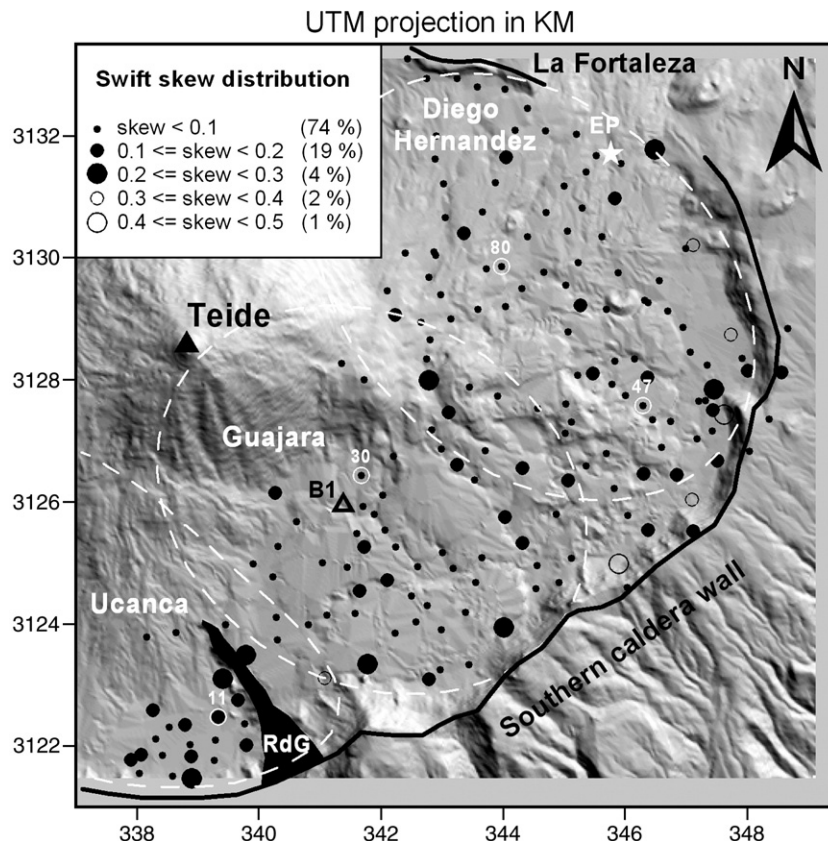 UTM projection in KM
Swift skew distribution
skew < 0.1 (74 %)
0.1 <= skew < 0.2 (19 %)
0.2 <= skew < 0.3 (4 %)
0.3 <= skew < 0.4 (2 %)
0.4 <= skew < 0.5 (1 %)
La Fortaleza
N
Diego
Hernandez
EP
80
Teide
47
Guajara
30
B1
Ucanca
11
RdG
Southern caldera wall
3132
3130
3128
3126
3124
3122
338 340 342 344 346 348